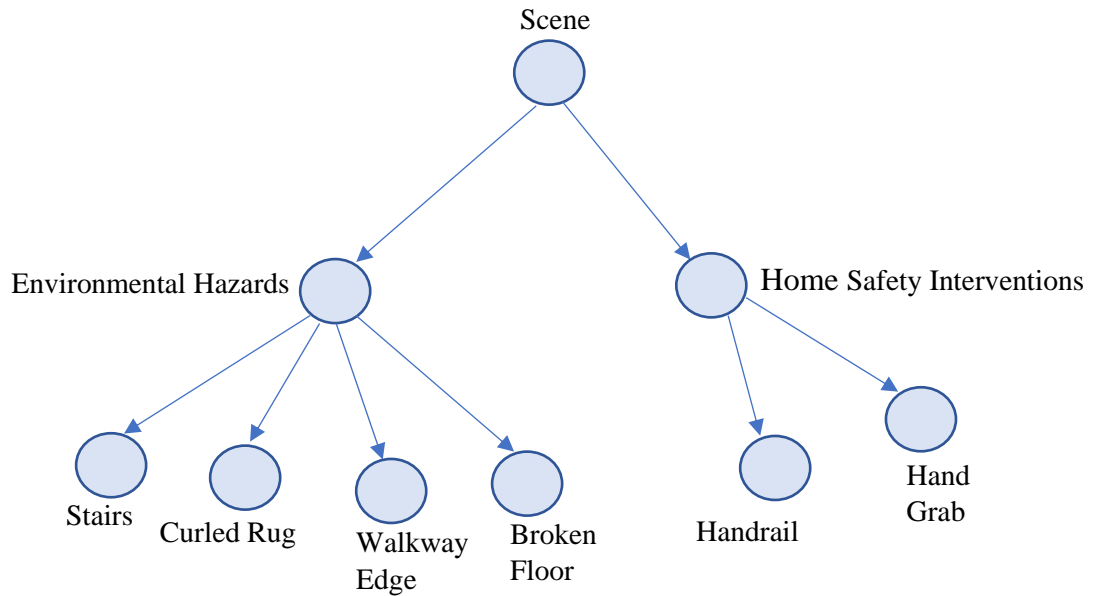 Scene
Environmental Hazards
Home Safety Interventions
Stairs
Curled Rug
Walkway
Edge
Broken
Floor
Handrail
Hand
Grab